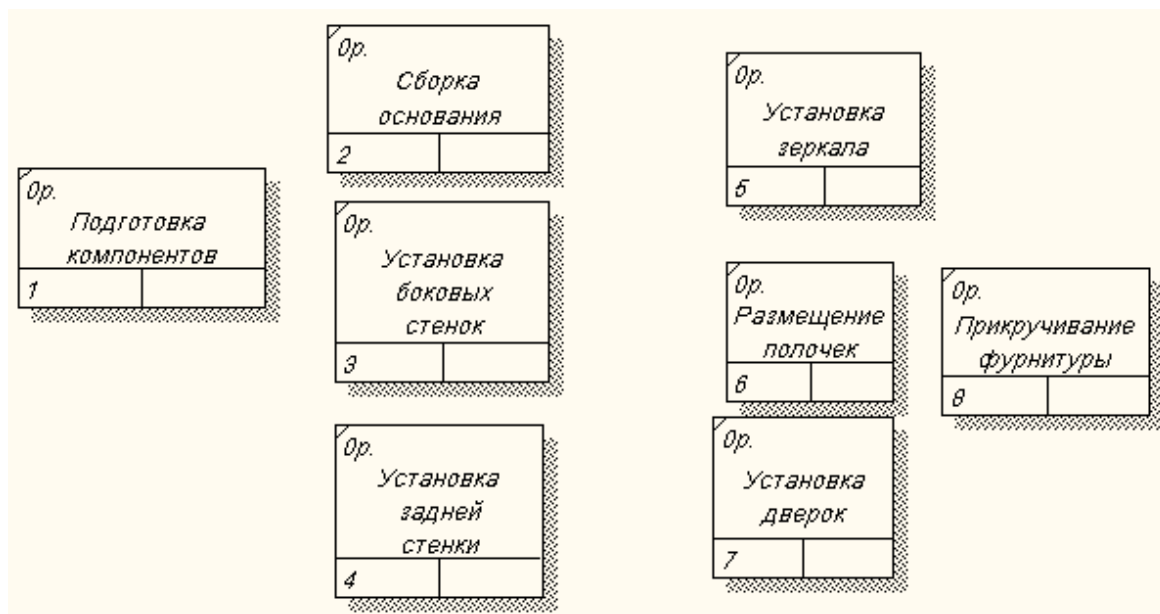 0р.
Подготовка
компонентов
1
0р.
Сборка
основания
2
0р.
Установка
боковых
стенок
3
0р.
Установка
задней
стенки
4
0р.
Установка
зеркала
5
0р.
Размещение
полочек
6
0р.
Установка
дверок
7
0р.
Прикручивание
фурнитуры
8